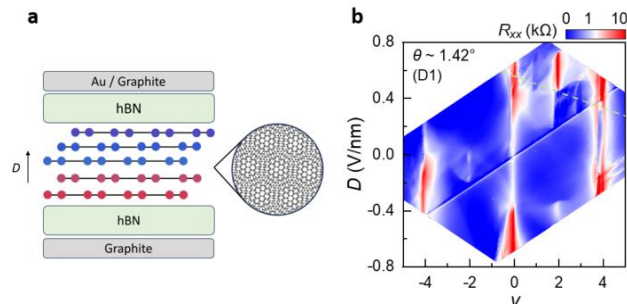 a
Au / Graphite
hBN
D
hBN
Graphite
b
R_xx (kΩ)
0 1 10
θ ~ 1.42°
(D1)
D (V/nm)
0.8
0.4
0.0
-0.4
-0.8
-4 -2 0 2 4